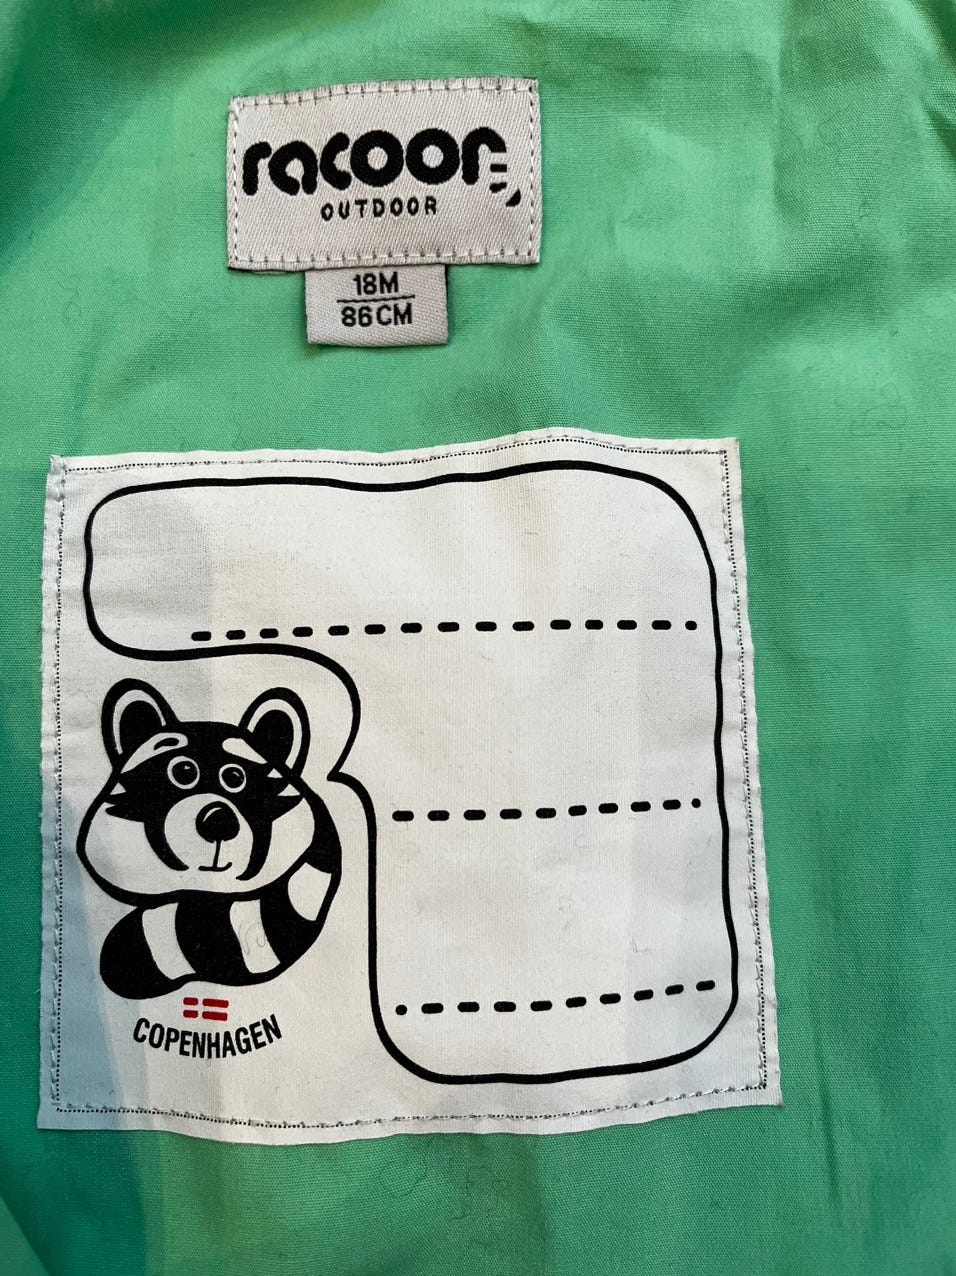 racoon
OUTDOOR
18M
86CM
COPENHAGEN